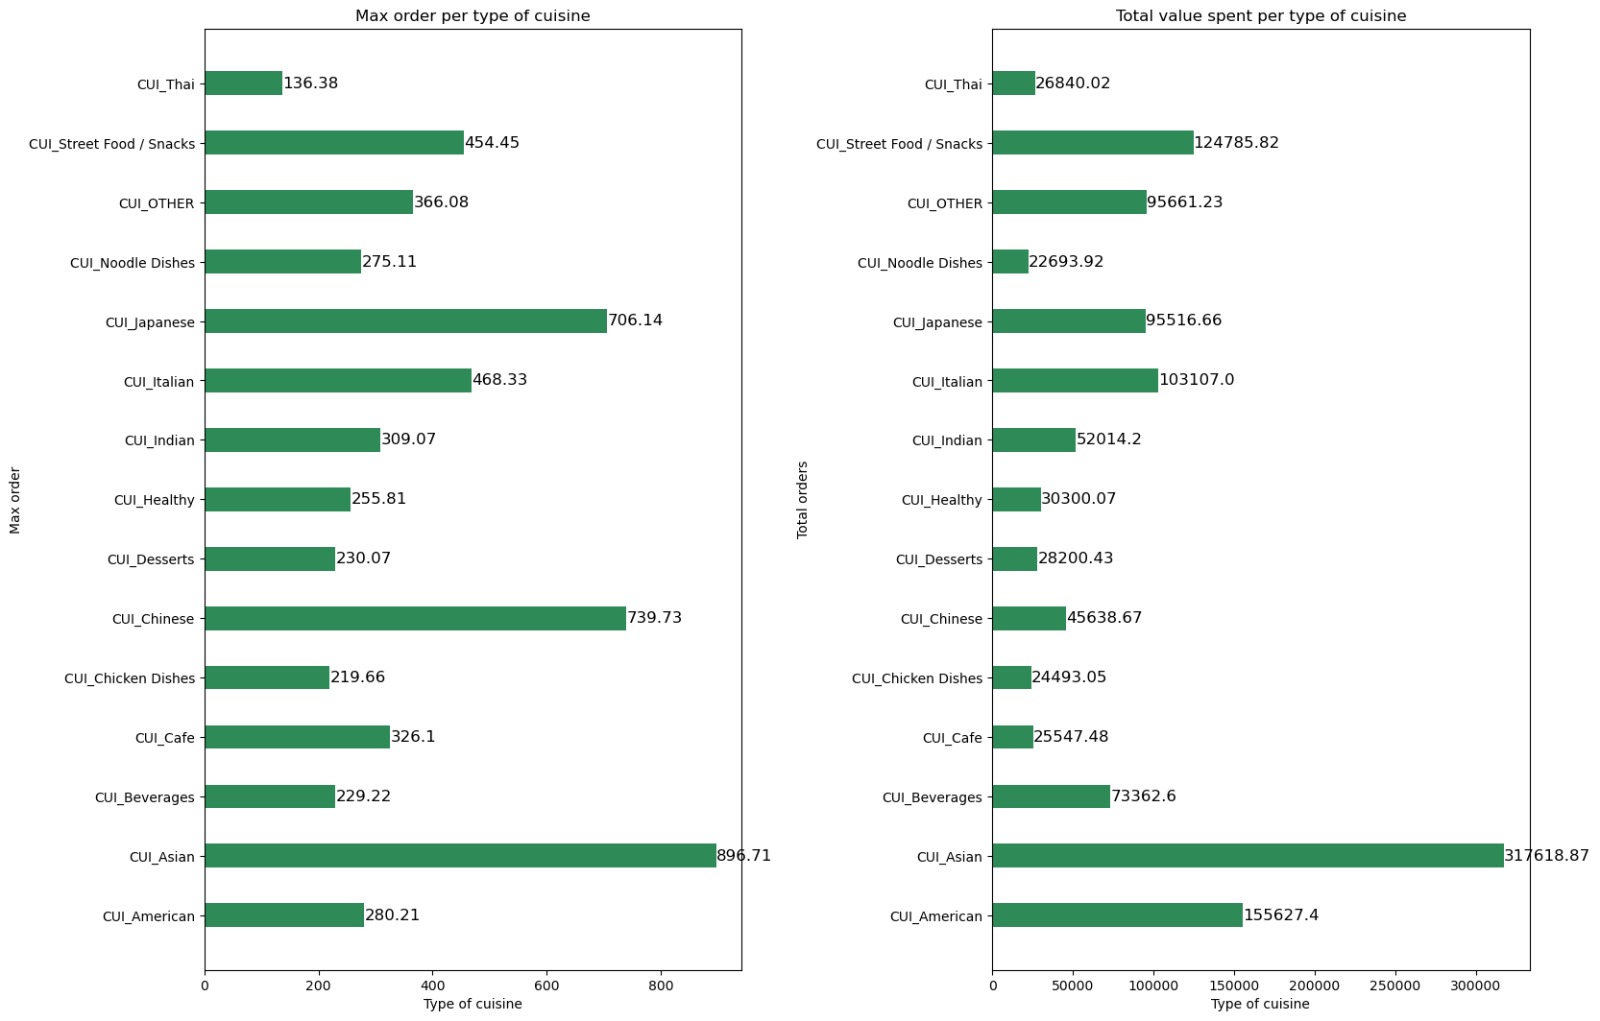 Max order per type of cuisine
CUI_Thai 136.38
CUI_Street Food / Snacks 454.45
CUI_OTHER 366.08
CUI_Noodle Dishes 275.11
CUI_Japanese 706.14
CUI_Italian 468.33
CUI_Indian 309.07
CUI_Healthy 255.81
CUI_Desserts 230.07
CUI_Chinese 739.73
CUI_Chicken Dishes 219.66
CUI_Cafe 326.1
CUI_Beverages 229.22
CUI_Asian 896.71
CUI_American 280.21
Max order
0 200 400 600 800
Type of cuisine
Total value spent per type of cuisine
CUI_Thai 26840.02
CUI_Street Food / Snacks 124785.82
CUI_OTHER 95661.23
CUI_Noodle Dishes 22693.92
CUI_Japanese 95516.66
CUI_Italian 103107.0
CUI_Indian 52014.2
CUI_Healthy 30300.07
CUI_Desserts 28200.43
CUI_Chinese 45638.67
CUI_Chicken Dishes 24493.05
CUI_Cafe 25547.48
CUI_Beverages 73362.6
CUI_Asian 317618.87
CUI_American 155627.4
Total orders
0 50000 100000 150000 200000 250000 300000
Type of cuisine